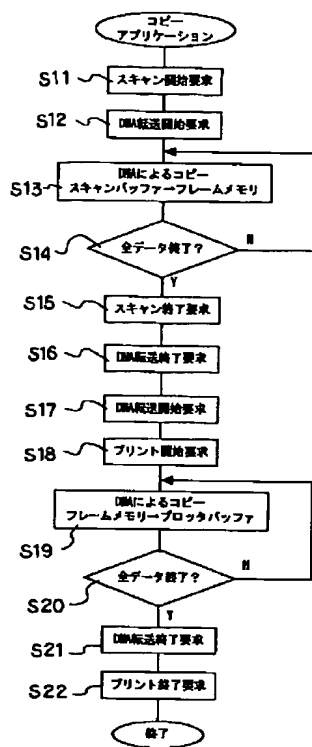 コピー
アプリケーション
S11
スキャン開始要求
S12
DMA転送開始要求
S13
DMAによるコピー
スキャンバッファーフレームメモリ
S14
全データ終了?
N
Y
S15
スキャン終了要求
S16
DMA転送終了要求
S17
DMA転送開始要求
S18
プリント開始要求
S19
DMAによるコピー
フレームメモリープロッタバッファ
S20
全データ終了?
N
Y
S21
DMA転送終了要求
S22
プリント終了要求
終了